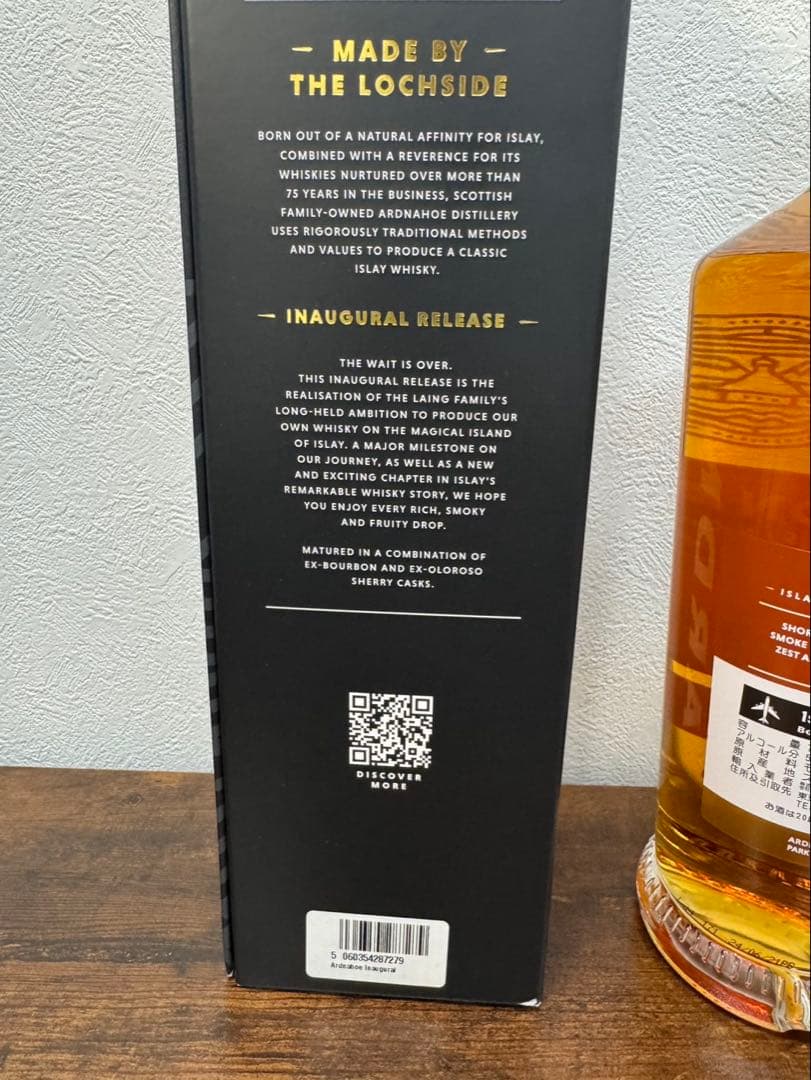 MADE BY
THE LOCHSIDE
BORN OUT OF A NATURAL AFFINITY FOR ISLAY,
COMBINED WITH A REVERENCE FOR ITS
WHISKIES NURTURED OVER MORE THAN
75 YEARS IN THE BUSINESS, SCOTTISH
FAMILY-OWNED ARDNAHOE DISTILLERY
USES RIGOROUSLY TRADITIONAL METHODS
AND VALUES TO PRODUCE A CLASSIC
ISLAY WHISKY.
INAUGURAL RELEASE
THE WAIT IS OVER.
THIS INAUGURAL RELEASE IS THE
REALISATION OF THE LAING FAMILY'S
LONG-HELD AMBITION TO PRODUCE OUR
OWN WHISKY ON THE MAGICAL ISLAND
OF ISLAY. A MAJOR MILESTONE ON
OUR JOURNEY, AS WELL AS A NEW
AND EXCITING CHAPTER IN ISLAY'S
REMARKABLE WHISKY STORY, WE HOPE
YOU ENJOY EVERY RICH, SMOKY
AND FRUITY DROP.
MATURED IN A COMBINATION OF
EX-BOURBON AND EX-OLOROSO
SHERRY CASKS.
DISCOVER
MORE
5 060354287279
Ardnahoe Inaugural
ISLA
SHOR
SMOKE
ZEST A
容量
アルコール分
原材料
原産地
輸入業者
住所及引取先 東
TE
お酒は20
ARD
PARK